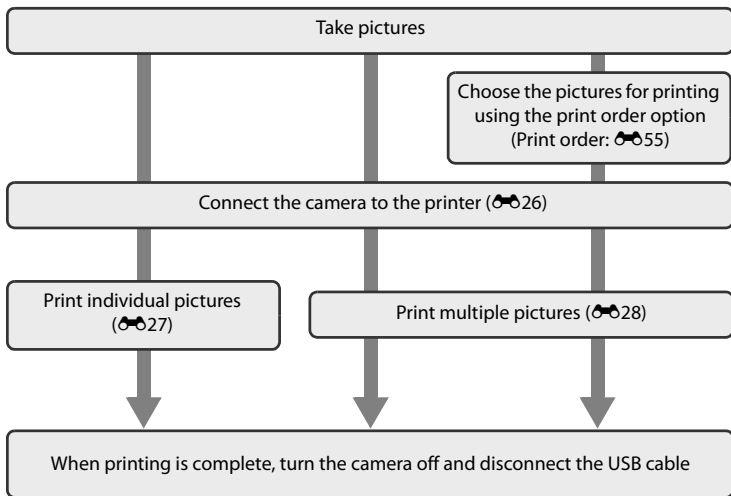 Take pictures
Choose the pictures for printing
using the print order option
(Print order: 55)
Connect the camera to the printer (26)
Print individual pictures
(27)
Print multiple pictures (28)
When printing is complete, turn the camera off and disconnect the USB cable